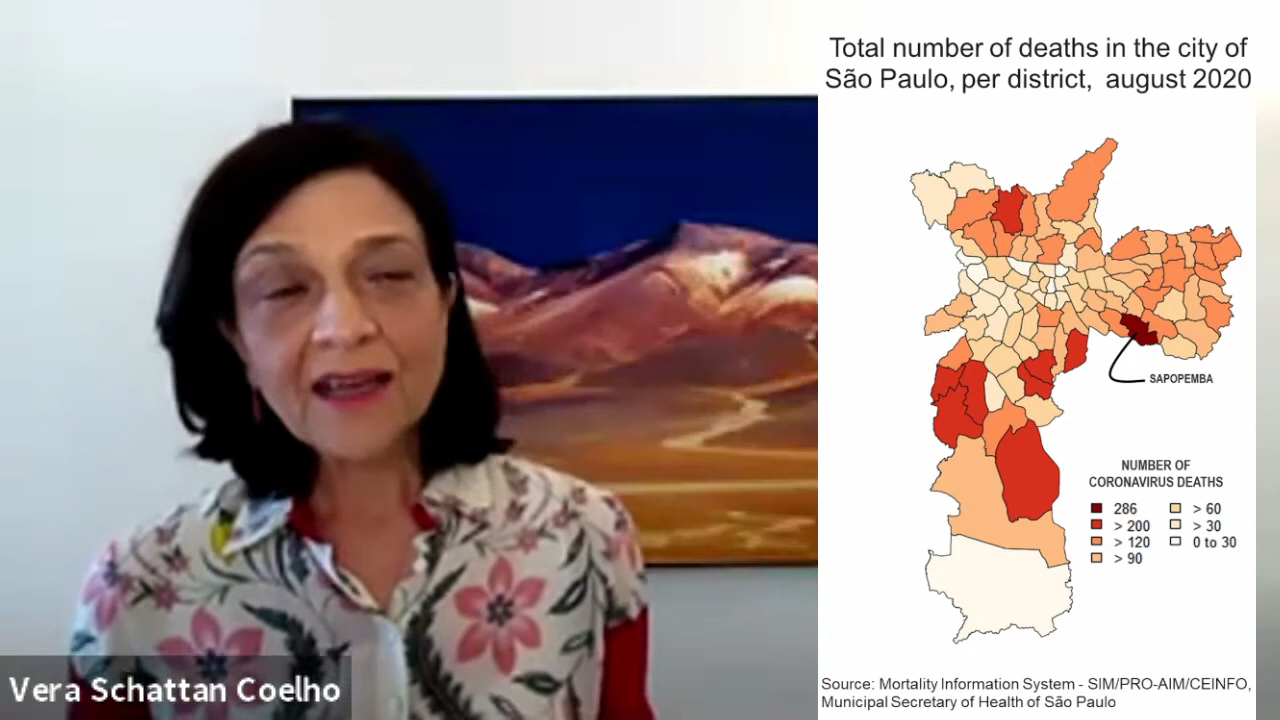 Total number of deaths in the city of
São Paulo, per district, august 2020
SAPOPEMBA
NUMBER OF
CORONAVIRUS DEATHS
286
> 200
> 120
> 90
> 60
> 30
0 to 30
Source: Mortality Information System - SIM/PRO-AIM/CEINFO,
Municipal Secretary of Health of São Paulo
Vera Schattan Coelho